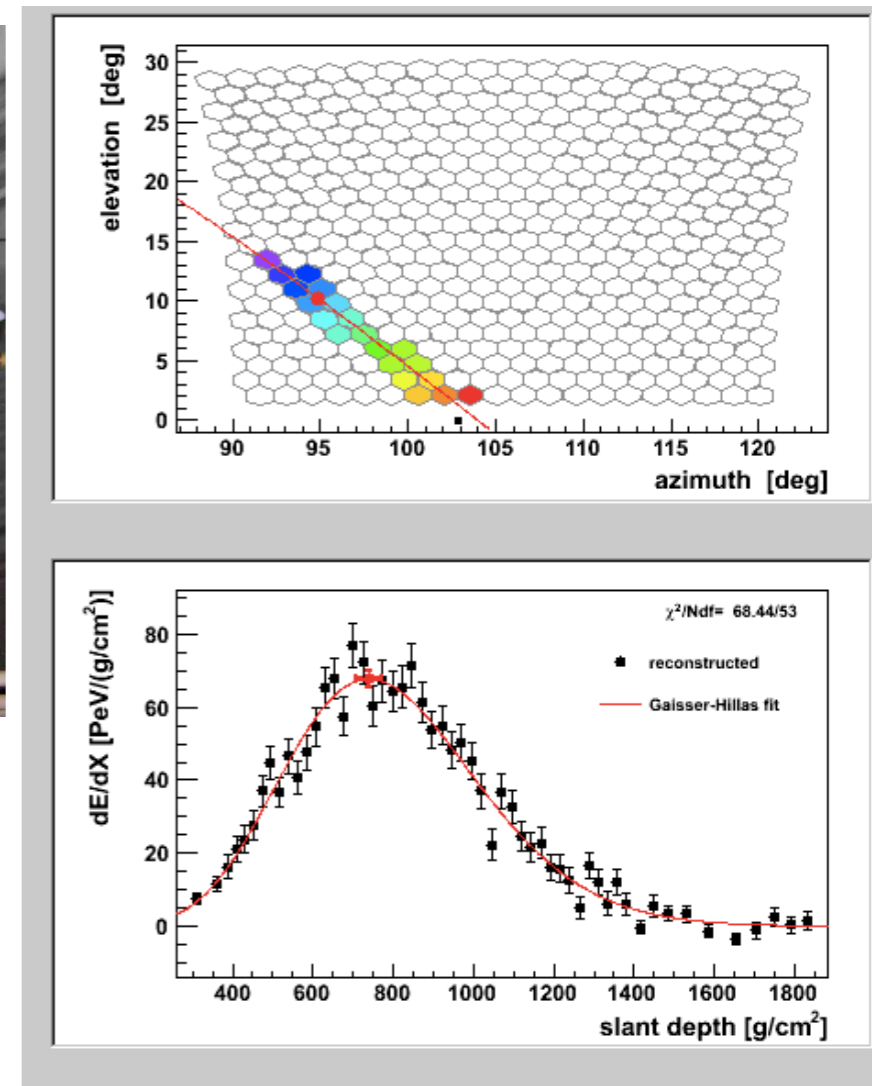 elevation [deg]
30
25
20
15
10
5
0
90 95 100 105 110 115 120
azimuth [deg]
dE/dX [PeV/(g/cm²)]
χ²/Ndf= 68.44/53
reconstructed
Gaisser-Hillas fit
80
60
40
20
0
400 600 800 1000 1200 1400 1600 1800
slant depth [g/cm²]